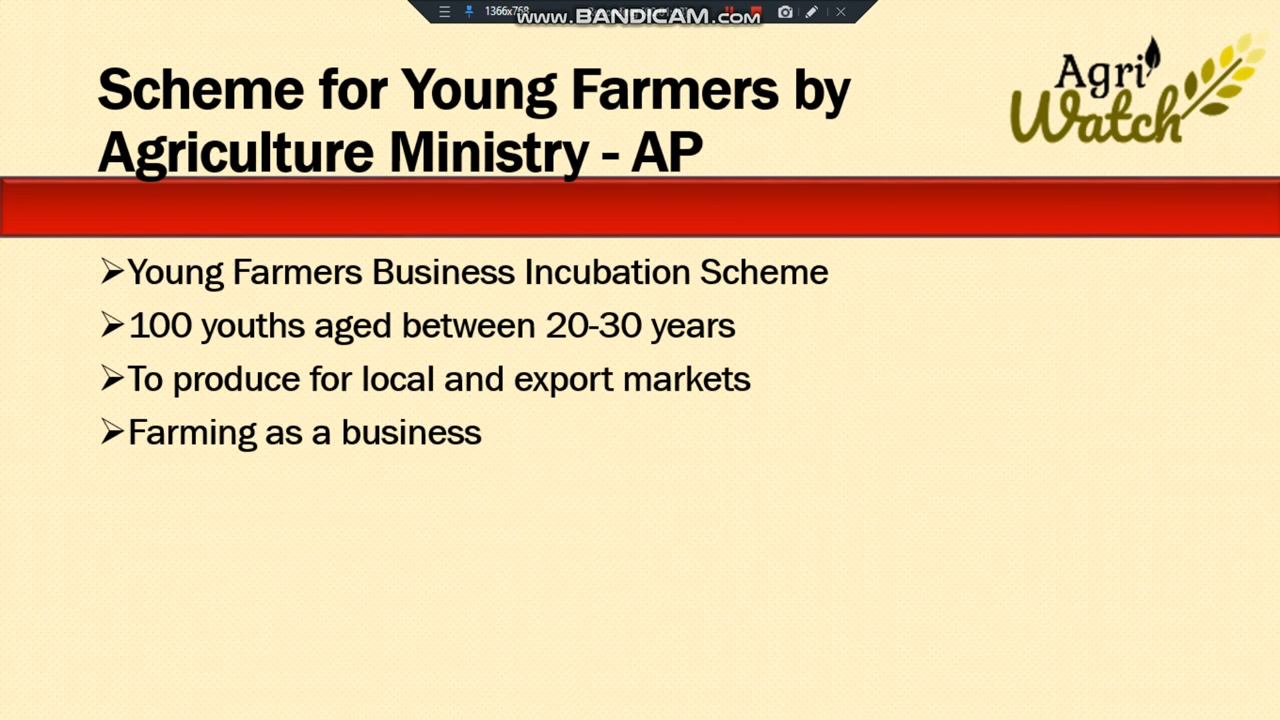 1366x768
www.BANDICAM.com
Scheme for Young Farmers by
Agriculture Ministry - AP
Agri
Watch
➢Young Farmers Business Incubation Scheme
➢100 youths aged between 20-30 years
➢To produce for local and export markets
➢Farming as a business